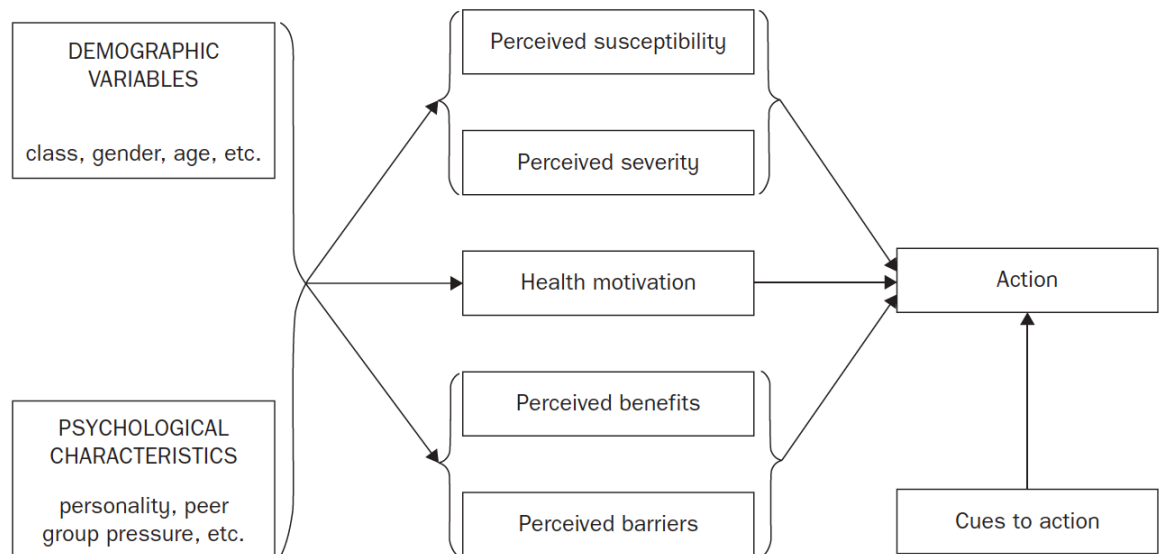 DEMOGRAPHIC
VARIABLES
class, gender, age, etc.
PSYCHOLOGICAL
CHARACTERISTICS
personality, peer
group pressure, etc.
Perceived susceptibility
Perceived severity
Health motivation
Perceived benefits
Perceived barriers
Action
Cues to action